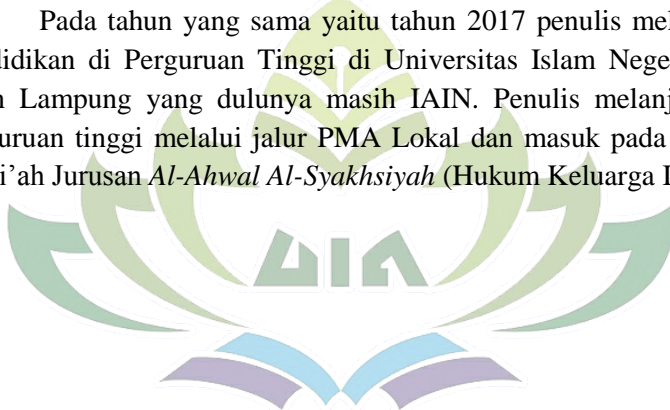 Pada tahun yang sama yaitu tahun 2017 penulis mel
didikan di Perguruan Tinggi di Universitas Islam Nege
n Lampung yang dulunya masih IAIN. Penulis melanj
uruan tinggi melalui jalur PMA Lokal dan masuk pada
i'ah Jurusan Al-Ahwal Al-Syakhsiyah (Hukum Keluarga I
UIN